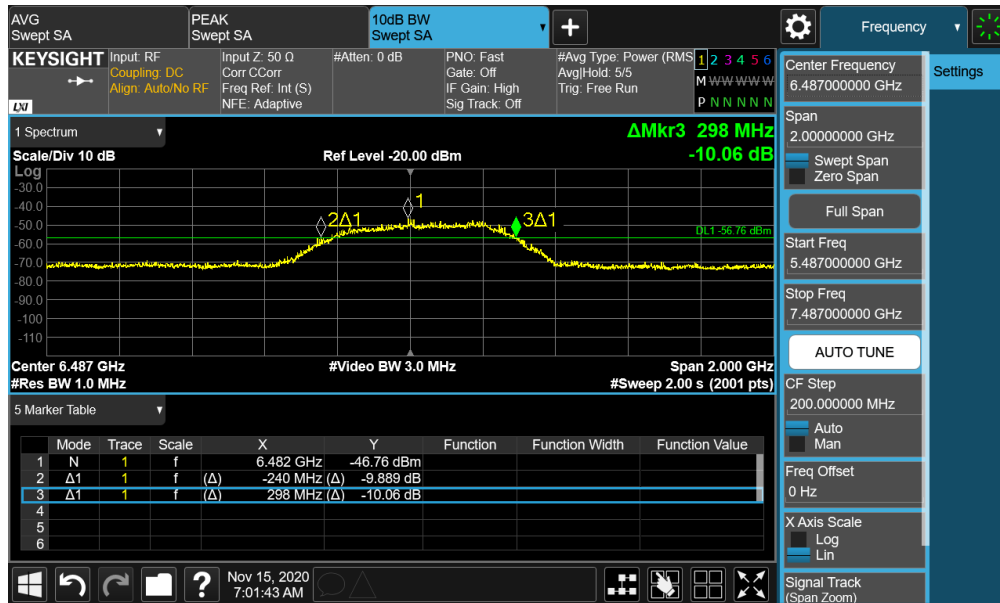 AVG
Swept SA
PEAK
Swept SA
10dB BW
Swept SA
Frequency
KEYSIGHT
LXI
Input: RF
Coupling: DC
Align: Auto/No RF
Input Z: 50 Ω
Corr CCorr
Freq Ref: Int (S)
NFE: Adaptive
#Atten: 0 dB
PNO: Fast
Gate: Off
IF Gain: High
Sig Track: Off
#Avg Type: Power (RMS
Avg|Hold: 5/5
Trig: Free Run
1 2 3 4 5 6
M W W W W W
P N N N N N
1 Spectrum
ΔMkr3 298 MHz
-10.06 dB
Scale/Div 10 dB
Ref Level -20.00 dBm
Log
-30.0
-40.0
-50.0
-60.0
-70.0
-80.0
-90.0
-100
-110
1
2Δ1
3Δ1
DL1 -56.76 dBm
Center 6.487 GHz
#Video BW 3.0 MHz
Span 2.000 GHz
#Res BW 1.0 MHz
#Sweep 2.00 s (2001 pts)
5 Marker Table
Mode Trace Scale X Y Function Function Width Function Value
1 N 1 f 6.482 GHz -46.76 dBm
2 Δ1 1 f (Δ) -240 MHz (Δ) -9.889 dB
3 Δ1 1 f (Δ) 298 MHz (Δ) -10.06 dB
4
5
6
Nov 15, 2020
7:01:43 AM
Center Frequency
6.487000000 GHz
Settings
Span
2.00000000 GHz
Swept Span
Zero Span
Full Span
Start Freq
5.487000000 GHz
Stop Freq
7.487000000 GHz
AUTO TUNE
CF Step
200.000000 MHz
Auto
Man
Freq Offset
0 Hz
X Axis Scale
Log
Lin
Signal Track
(Span Zoom)